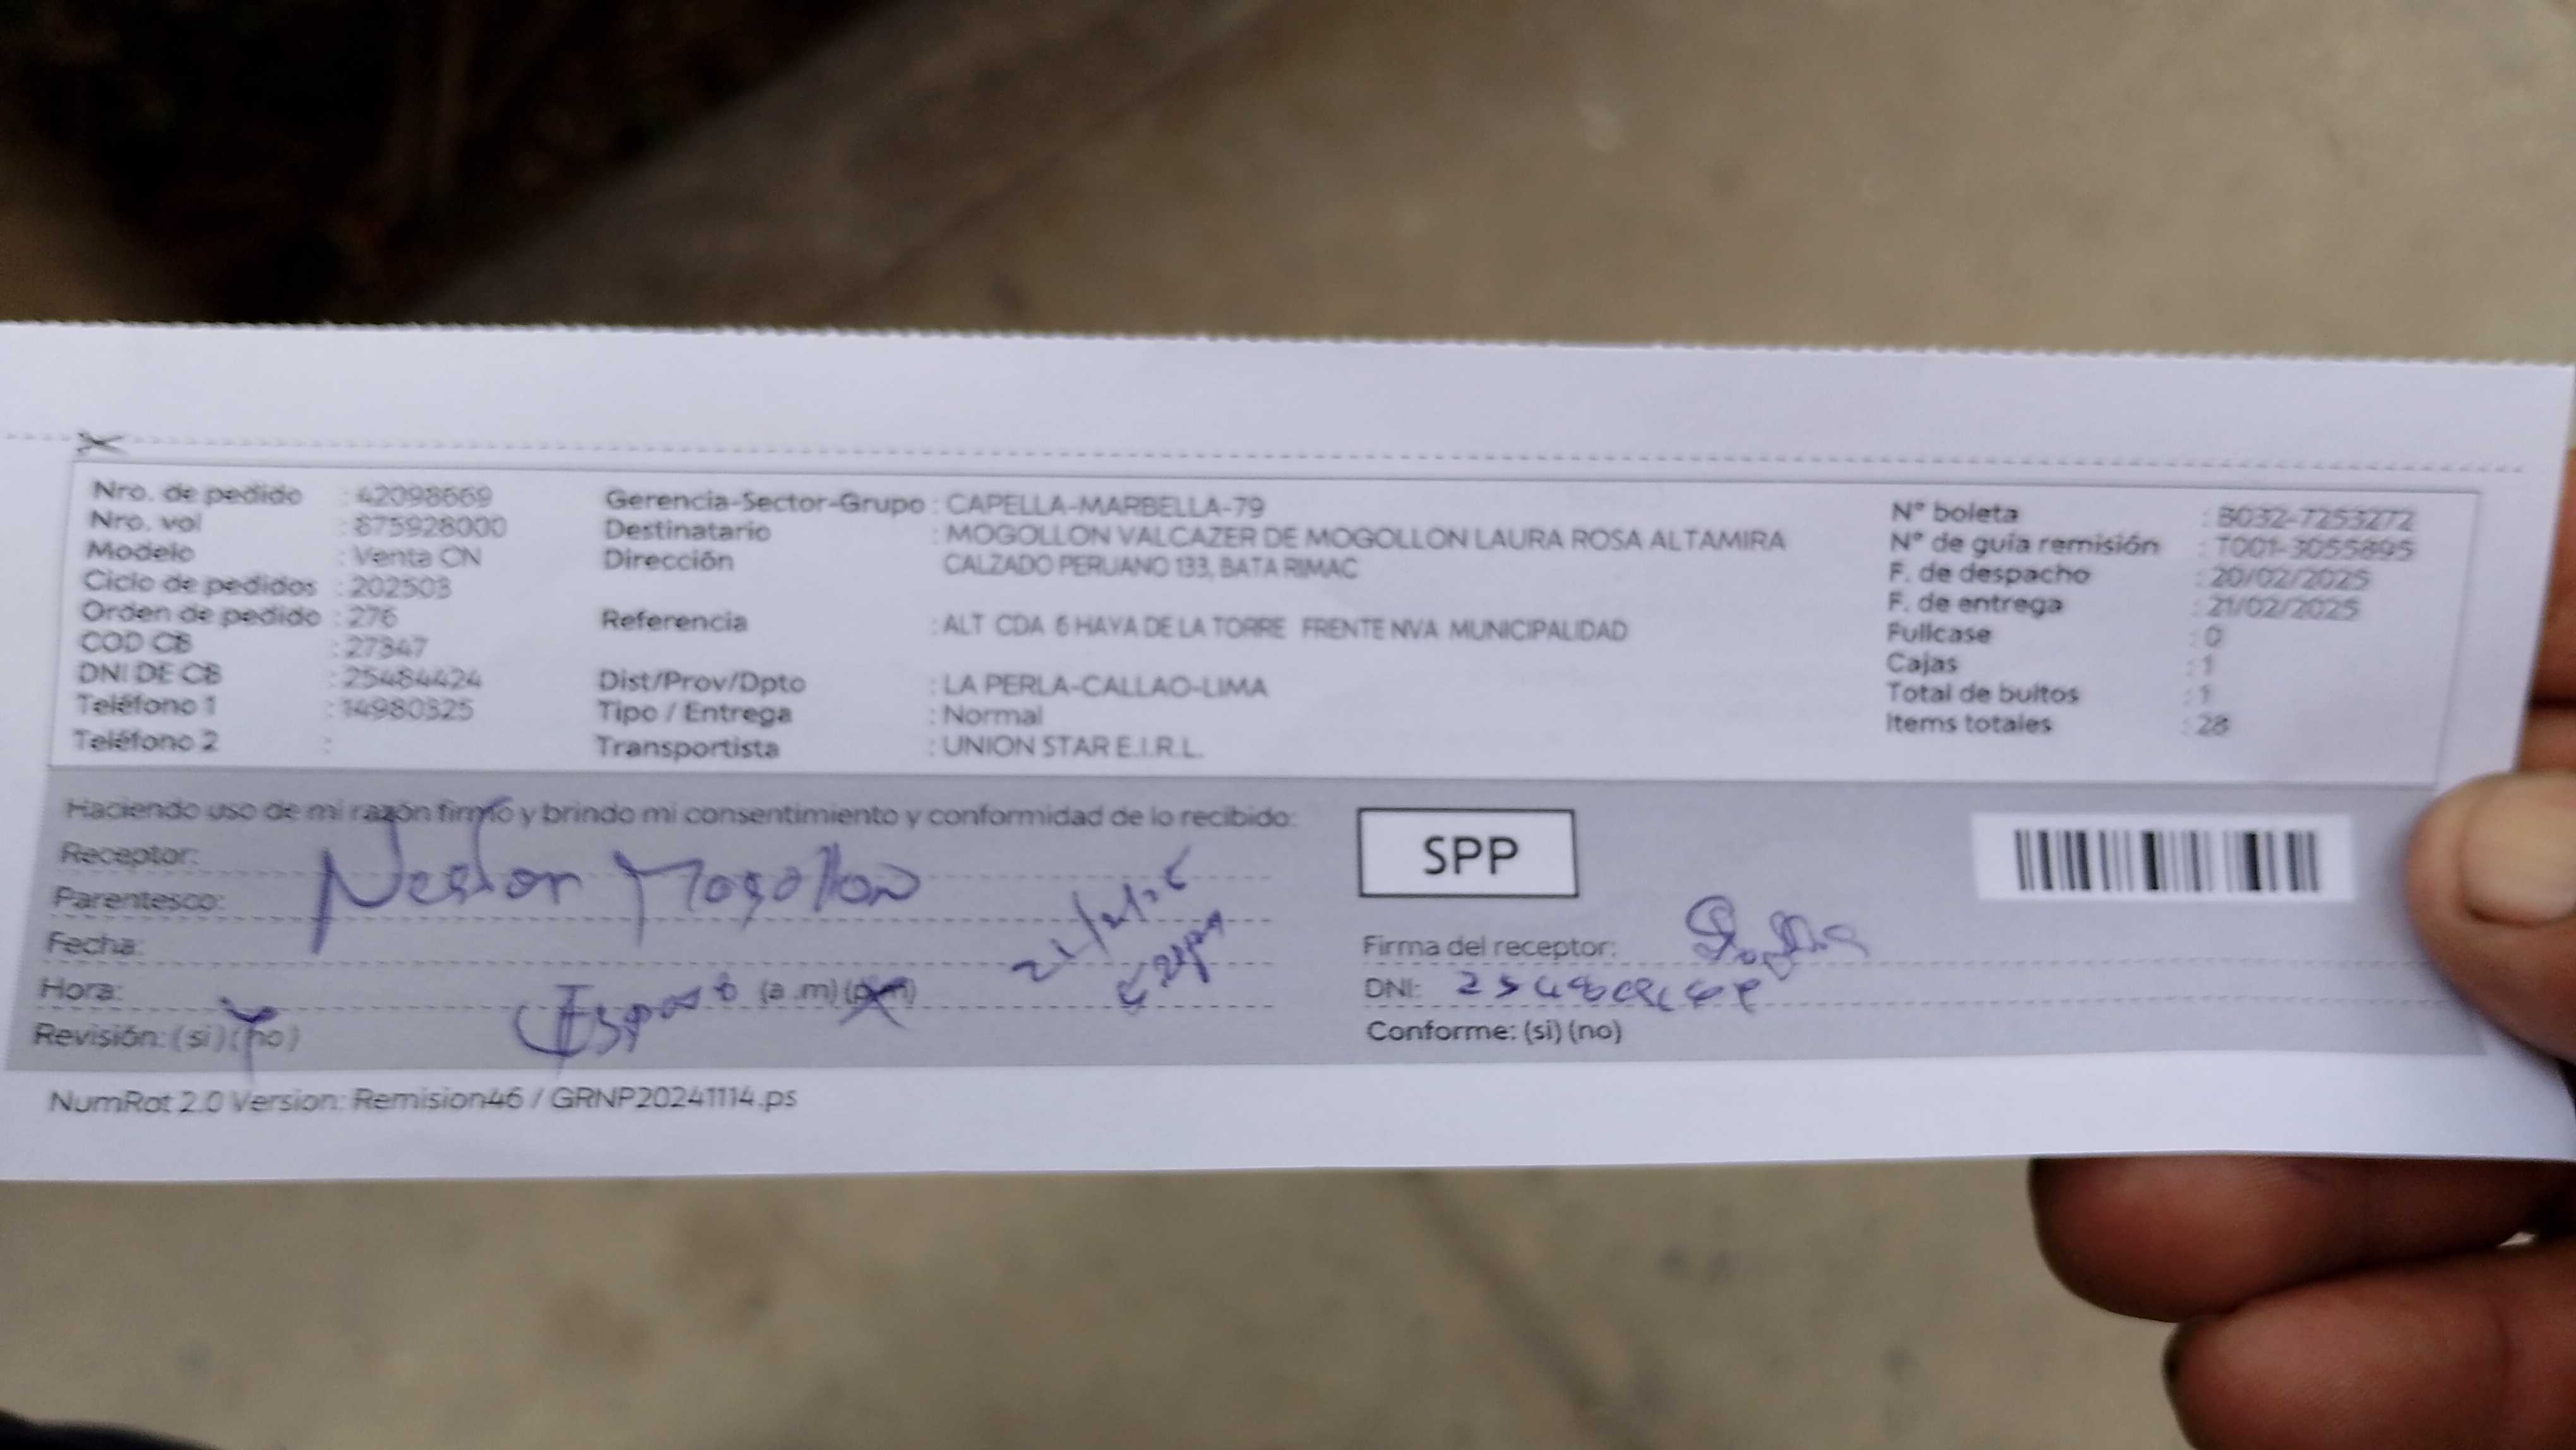 Nro. de pedido : 42098669
Nro. vol : 675928000
Modelo : Venta CN
Ciclo de pedidos : 202503
Orden de pedido : 276
COD CB : 27347
DNI DE CB : 25484424
Teléfono 1 : 14980325
Teléfono 2 :
Gerencia-Sector-Grupo : CAPELLA-MARBELLA-79
Destinatario : MOGOLLON VALCAZER DE MOGOLLON LAURA ROSA ALTAMIRA
Dirección CALZADO PERUANO 133, BATA RIMAC
Referencia : ALT CDA 6 HAYA DE LA TORRE FRENTE NVA MUNICIPALIDAD
Dist/Prov/Dpto : LA PERLA-CALLAO-LIMA
Tipo / Entrega : Normal
Transportista : UNION STAR E.I.R.L.
N° boleta : B032-7253272
N° de guía remisión : T001-3055895
F. de despacho : 20/02/2025
F. de entrega : 21/02/2025
Fullcase : 0
Cajas : 1
Total de bultos : 1
Items totales : 28
Haciendo uso de mi razón firmo y brindo mi consentimiento y conformidad de lo recibido:
Receptor:
Nestor Mogollon
Parentesco:
Fecha:
Hora: Esposo (a.m) (p.m)
Revisión: (si) (no)
SPP
Firma del receptor:
DNI:
Conforme: (si) (no)
NumRot 2.0 Version: Remision46 / GRNP20241114.ps